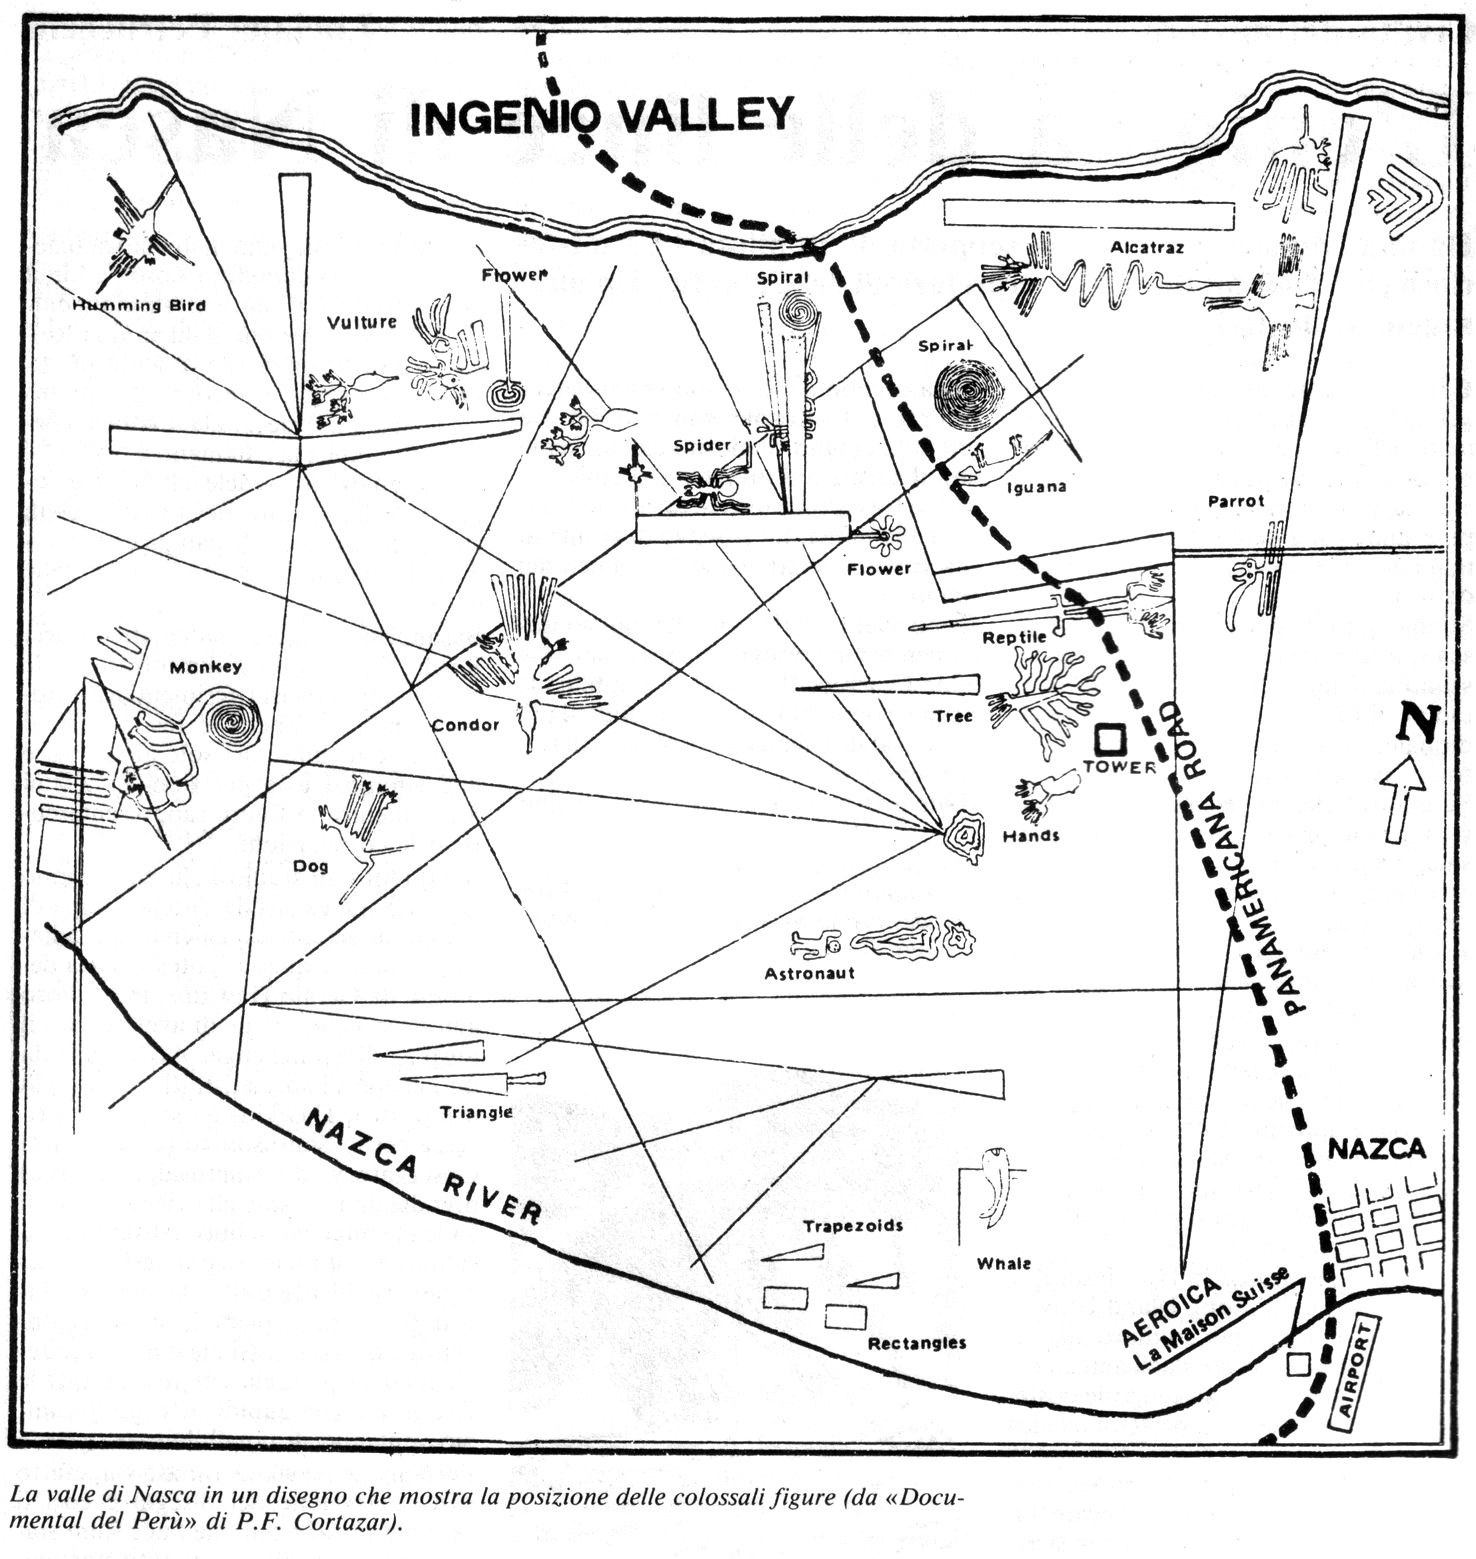 INGENIO VALLEY
Alcatraz
Humming Bird
Flower
Spiral
Vulture
Spiral
Spider
Iguana
Parrot
Flower
Reptile
Monkey
Tree
Condor
N
TOWER
PANAMERICANA ROAD
Hands
Dog
Astronaut
Triangle
NAZCA RIVER
NAZCA
Trapezoids
Whale
AEROICA
La Maison Suisse
Rectangles
AIRPORT
La valle di Nasca in un disegno che mostra la posizione delle colossali figure (da «Docu-
mental del Perù» di P.F. Cortazar).